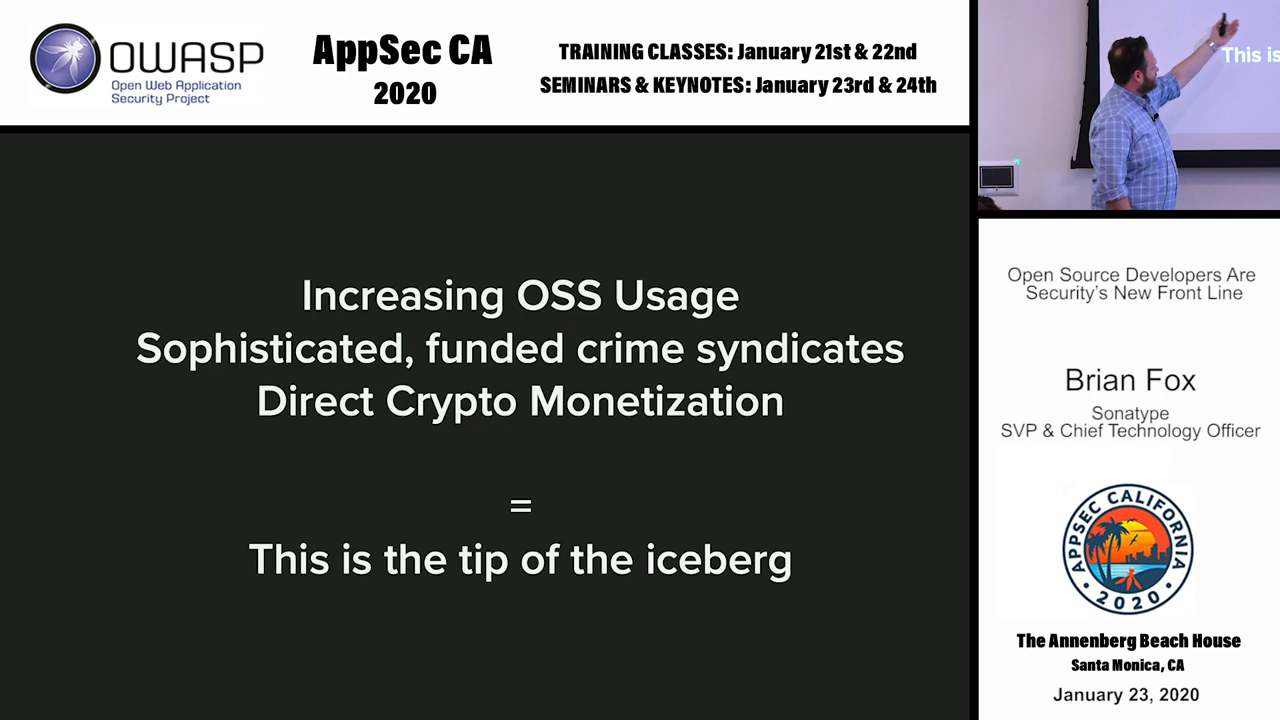 OWASP
Open Web Application
Security Project
AppSec CA
2020
TRAINING CLASSES: January 21st & 22nd
SEMINARS & KEYNOTES: January 23rd & 24th
This is
Increasing OSS Usage
Sophisticated, funded crime syndicates
Direct Crypto Monetization
=
This is the tip of the iceberg
Open Source Developers Are
Security's New Front Line
Brian Fox
Sonatype
SVP & Chief Technology Officer
APPSEC CALIFORNIA
2020
The Annenberg Beach House
Santa Monica, CA
January 23, 2020